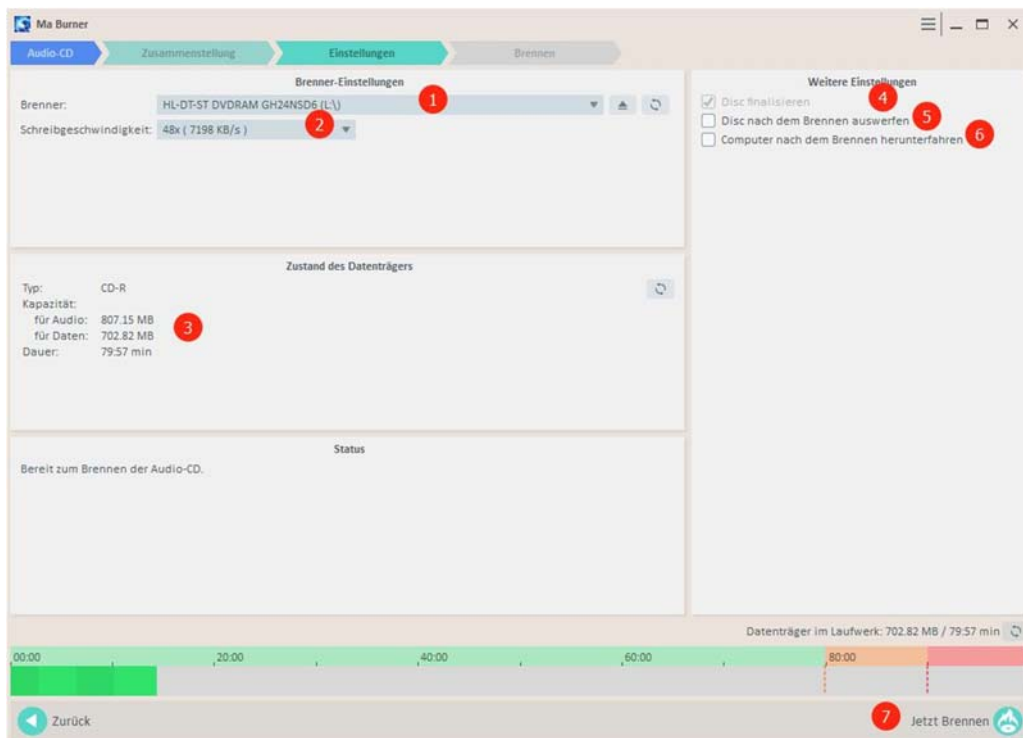 Ma Burner
Audio-CD Zusammenstellung Einstellungen Brennen
Brenner-Einstellungen
Brenner: HL-DT-ST DVDRAM GH24NSD6 (L:\) 1
Schreibgeschwindigkeit: 48x ( 7198 KB/s ) 2
Weitere Einstellungen
Disc finalisieren 4
Disc nach dem Brennen auswerfen 5
Computer nach dem Brennen herunterfahren 6
Zustand des Datenträgers
Typ: CD-R
Kapazität:
für Audio: 807.15 MB 3
für Daten: 702.82 MB
Dauer: 79:57 min
Status
Bereit zum Brennen der Audio-CD.
Datenträger im Laufwerk: 702.82 MB / 79:57 min
00:00 20:00 40:00 60:00 80:00
Zurück 7 Jetzt Brennen